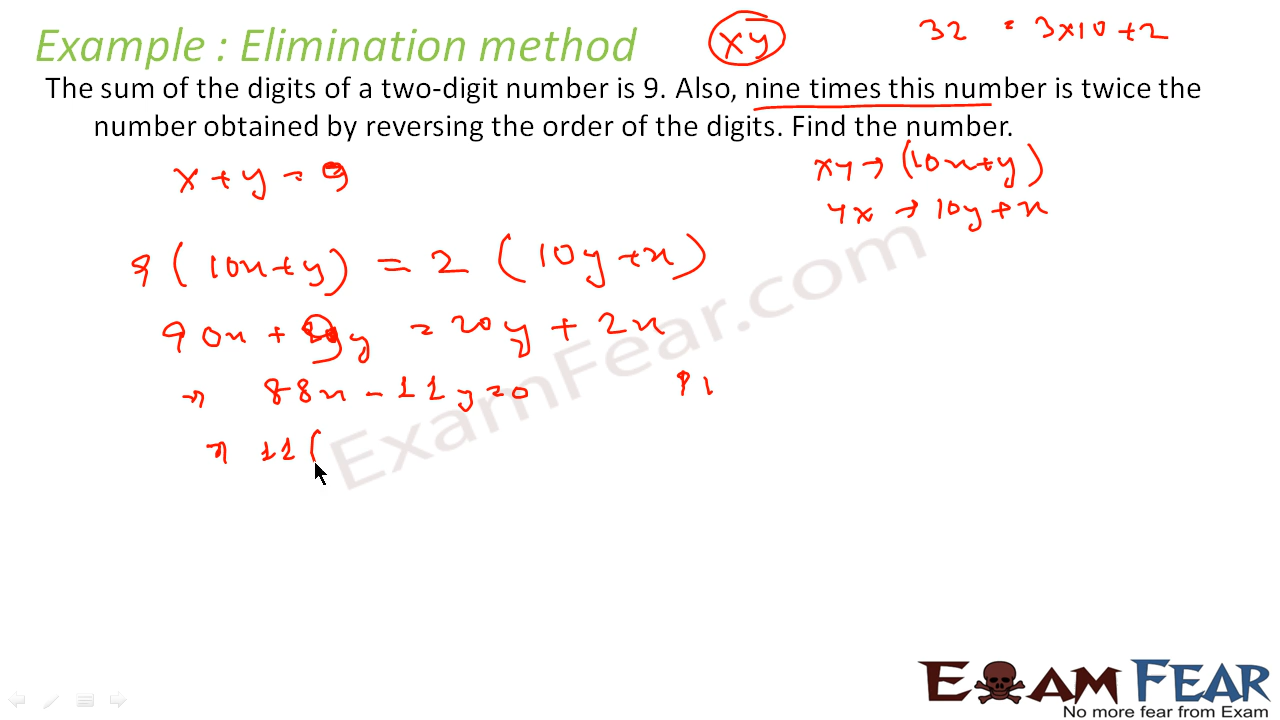 Example : Elimination method
xy
32 = 3x10 + 2
The sum of the digits of a two-digit number is 9. Also, nine times this number is twice the
number obtained by reversing the order of the digits. Find the number.
x + y = 9
xy → (10x+y)
yx → 10y+x
9 (10x+y) = 2 (10y+x)
90x + 9y = 20y + 2x
⇒ 88x - 11y = 0
⇒ 11 (
ExamFear.com
EXAM FEAR
No more fear from Exam